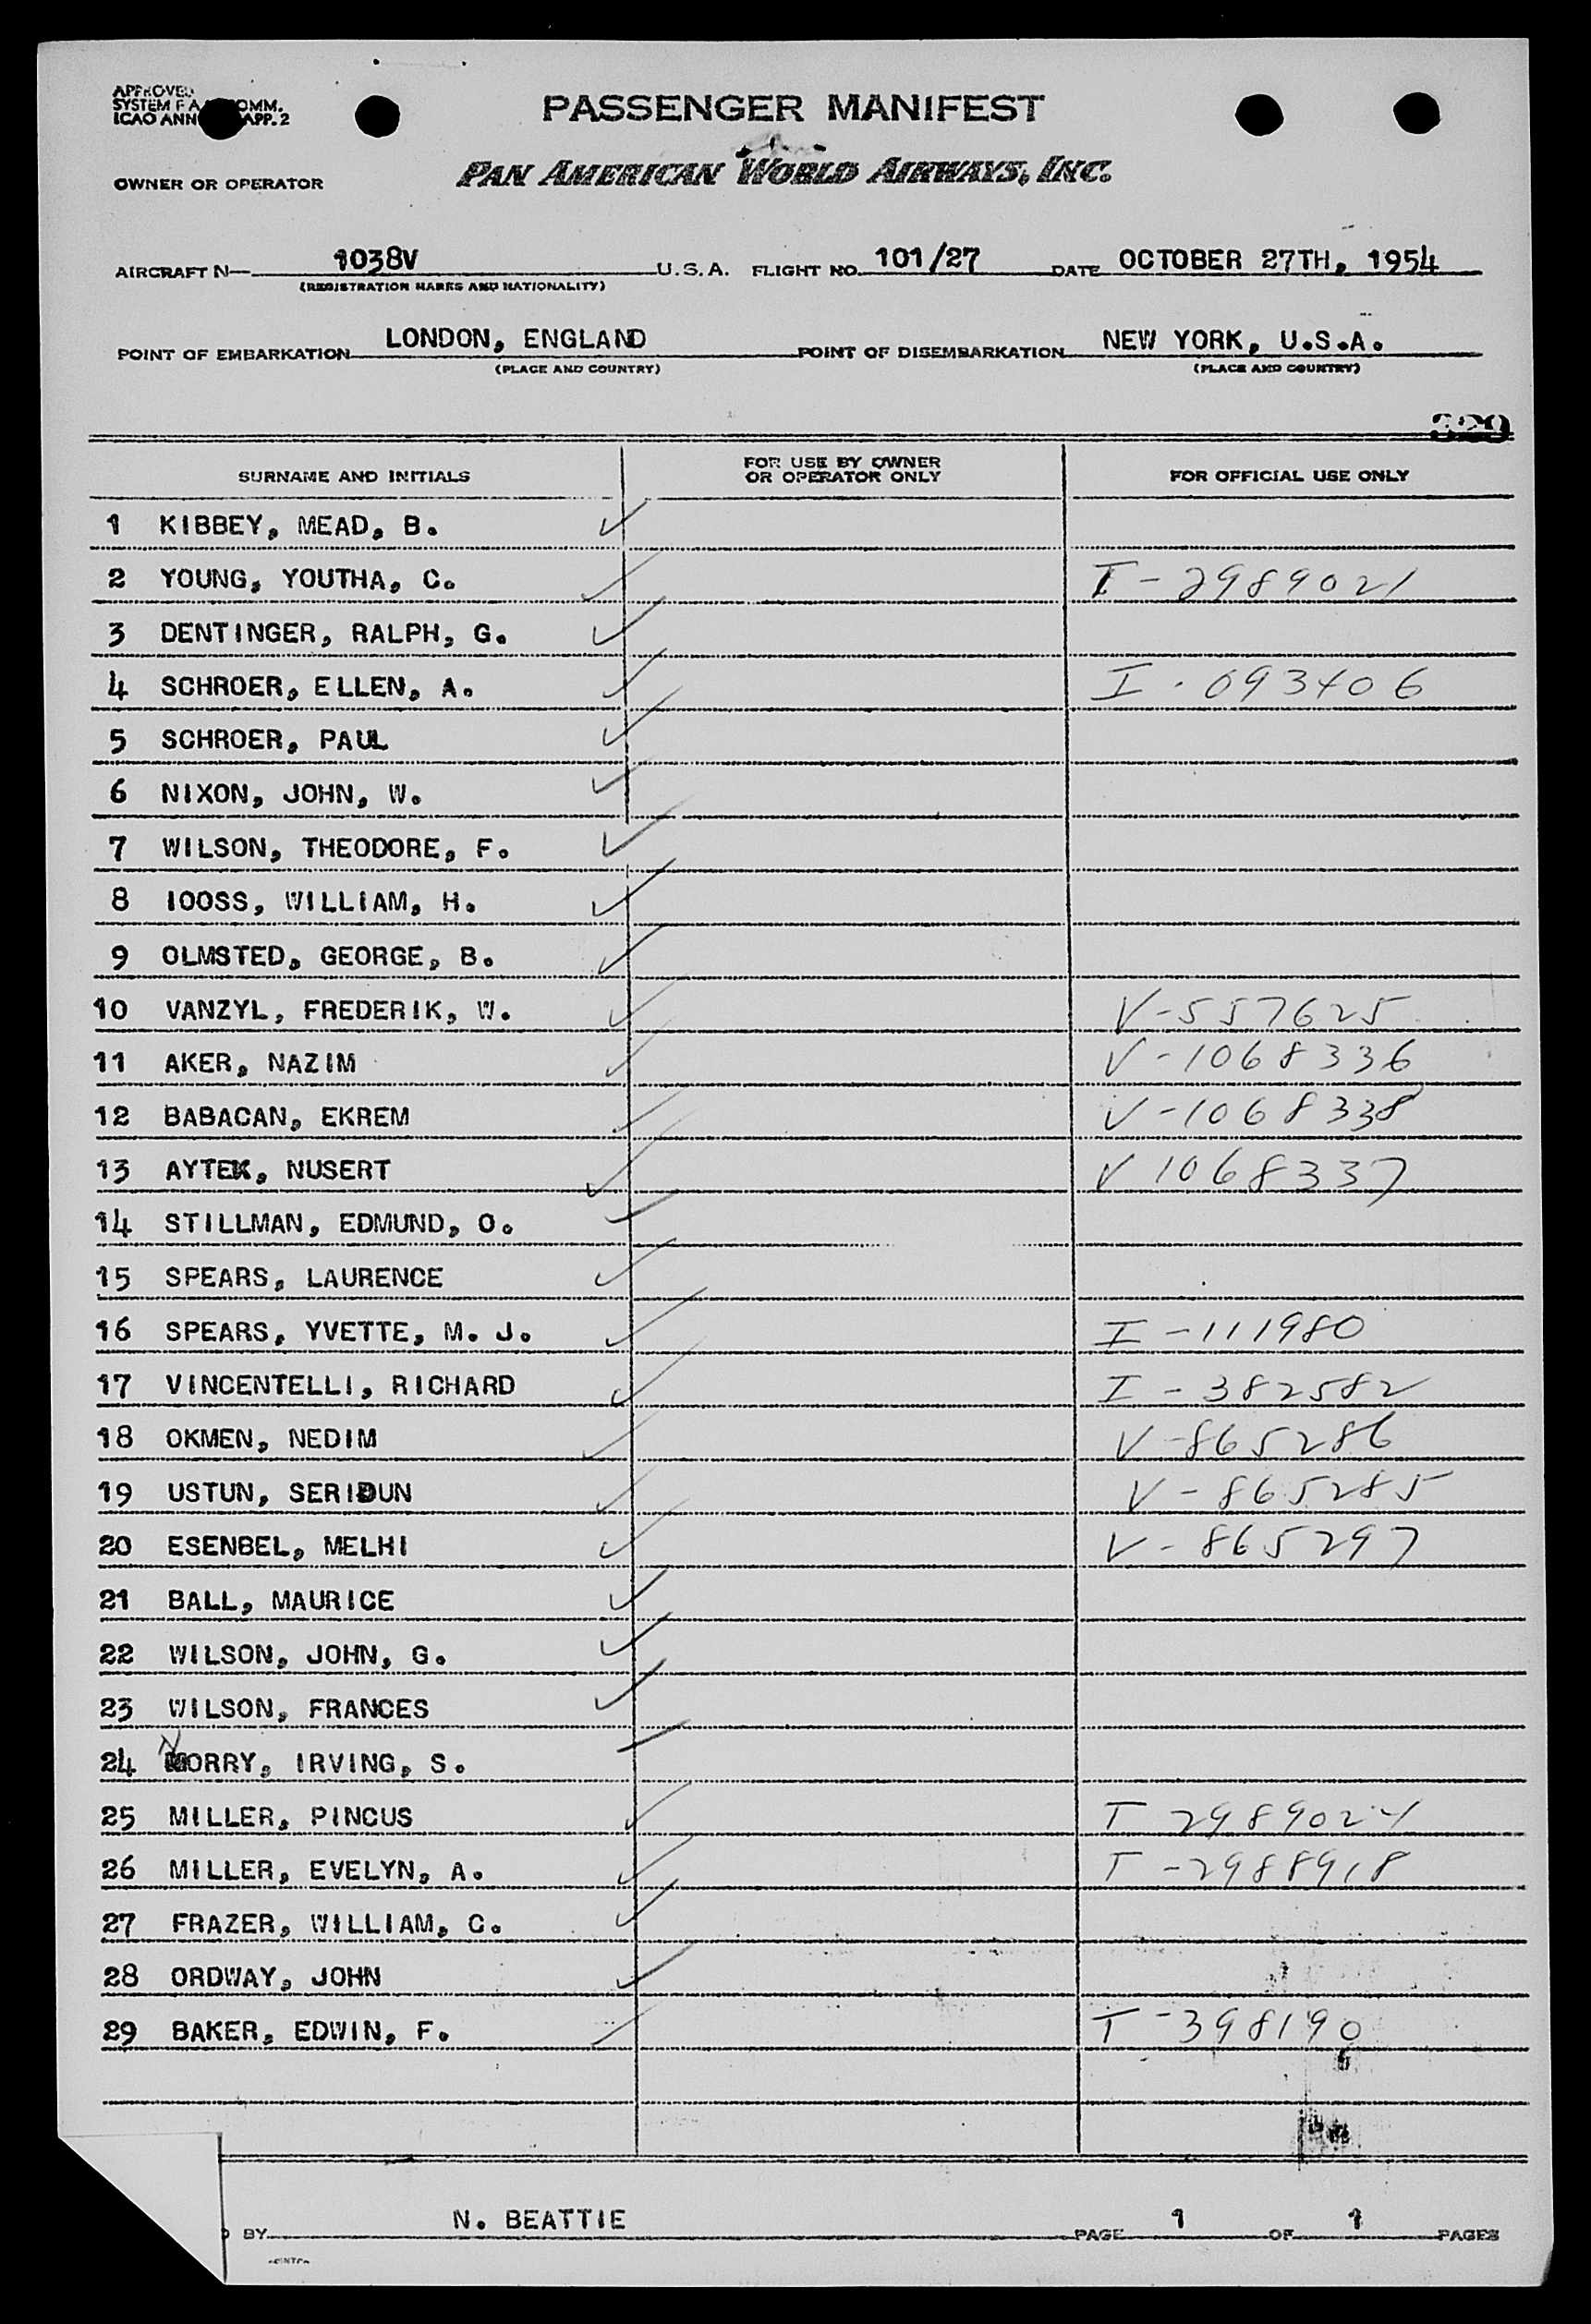 APPROVED
SYSTEM F A COMM.
ICAO ANN APP. 2
PASSENGER MANIFEST
OWNER OR OPERATOR PAN AMERICAN WORLD AIRWAYS, INC.
AIRCRAFT N— 1038V U.S.A. FLIGHT NO. 101/27 DATE OCTOBER 27TH, 1954
(REGISTRATION MARKS AND NATIONALITY)
POINT OF EMBARKATION LONDON, ENGLAND POINT OF DISEMBARKATION NEW YORK, U.S.A.
(PLACE AND COUNTRY) (PLACE AND COUNTRY)
329
SURNAME AND INITIALS FOR USE BY OWNER OR OPERATOR ONLY FOR OFFICIAL USE ONLY
1 KIBBEY, MEAD, B. ✓
2 YOUNG, YOUTHA, C. ✓ I-2989021
3 DENTINGER, RALPH, G. ✓
4 SCHROER, ELLEN, A. ✓ I-093406
5 SCHROER, PAUL ✓
6 NIXON, JOHN, W. ✓
7 WILSON, THEODORE, F. ✓
8 IOOSS, WILLIAM, H. ✓
9 OLMSTED, GEORGE, B. ✓
10 VANZYL, FREDERIK, W. ✓ V-557625
11 AKER, NAZIM ✓ V-1068336
12 BABACAN, EKREM ✓ V-1068338
13 AYTEK, NUSERT ✓ V 1068337
14 STILLMAN, EDMUND, O. ✓
15 SPEARS, LAURENCE ✓
16 SPEARS, YVETTE, M. J. ✓ I-111980
17 VINCENTELLI, RICHARD ✓ I-382582
18 OKMEN, NEDIM ✓ V-865286
19 USTUN, SERIDUN ✓ V-865285
20 ESENBEL, MELHI ✓ V-865297
21 BALL, MAURICE ✓
22 WILSON, JOHN, G. ✓
23 WILSON, FRANCES ✓
24 NORRY, IRVING, S. ✓
25 MILLER, PINCUS ✓ T 2989024
26 MILLER, EVELYN, A. ✓ T-2988918
27 FRAZER, WILLIAM, C. ✓
28 ORDWAY, JOHN ✓
29 BAKER, EDWIN, F. ✓ T-398190
BY N. BEATTIE PAGE 1 OF 1 PAGES